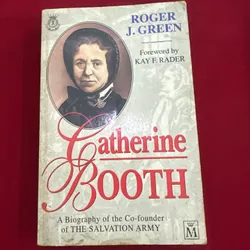 ROGER
J. GREEN
Foreword by
KAY F. RADER
Catherine
BOOTH
A Biography of the Co-founder
of THE SALVATION ARMY
M